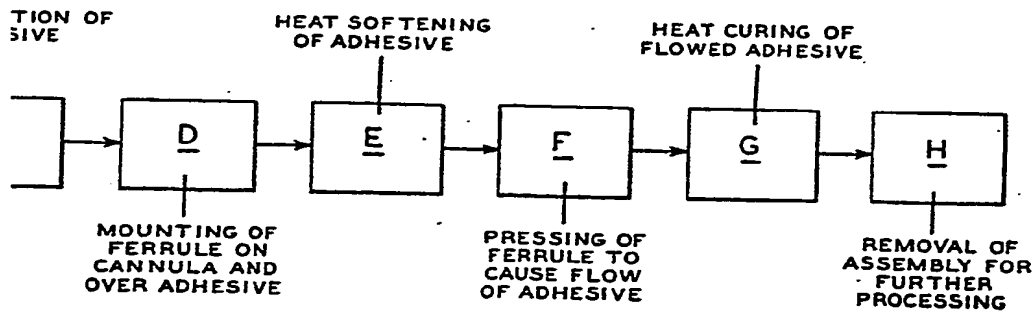 TION OF
SIVE
HEAT SOFTENING
OF ADHESIVE
HEAT CURING OF
FLOWED ADHESIVE
D
E
F
G
H
MOUNTING OF
FERRULE ON
CANNULA AND
OVER ADHESIVE
PRESSING OF
FERRULE TO
CAUSE FLOW
OF ADHESIVE
REMOVAL OF
ASSEMBLY FOR
FURTHER
PROCESSING